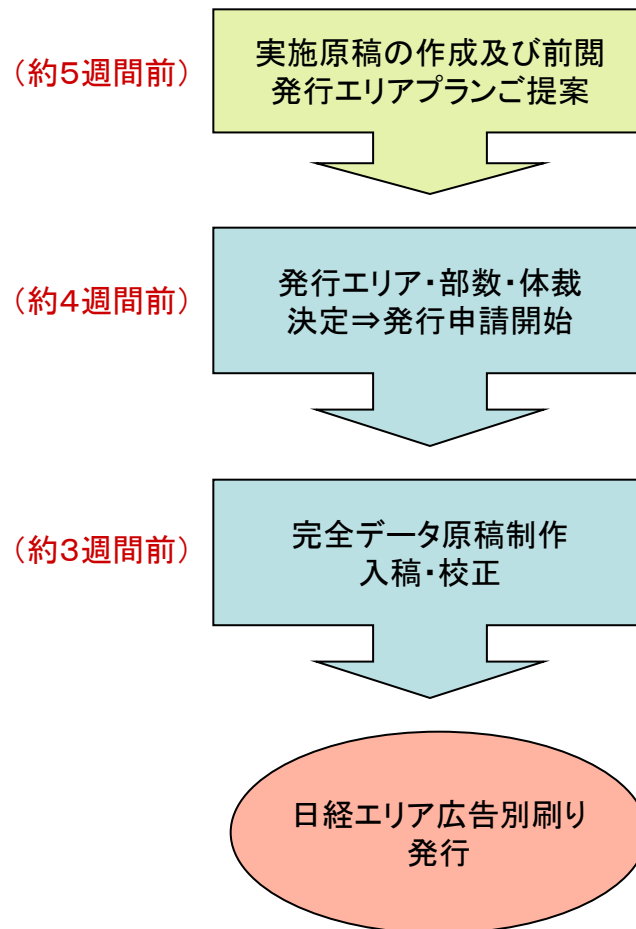 （約５週間前）
実施原稿の作成及び前閲
発行エリアプランご提案
（約４週間前）
発行エリア・部数・体裁
決定⇒発行申請開始
（約３週間前）
完全データ原稿制作
入稿・校正
日経エリア広告別刷り
発行